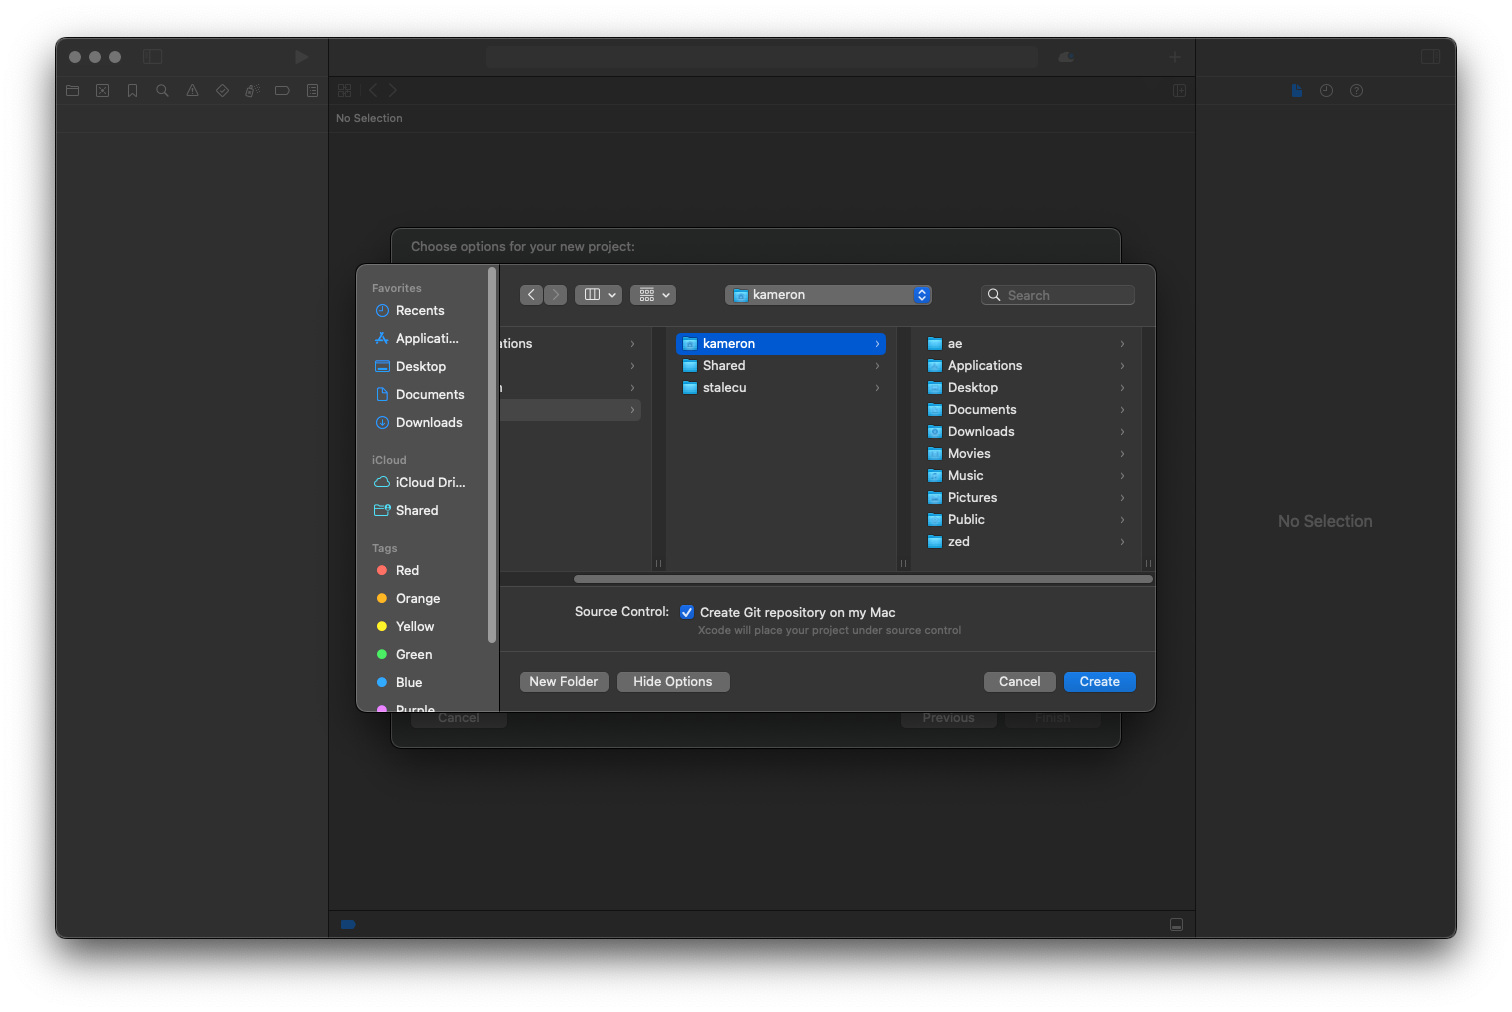 No Selection
Choose options for your new project:
Favorites
Recents
Applicati...
Desktop
Documents
Downloads
iCloud
iCloud Dri...
Shared
Tags
Red
Orange
Yellow
Green
Blue
Purple
kameron
Search
kameron
Shared
stalecu
ae
Applications
Desktop
Documents
Downloads
Movies
Music
Pictures
Public
zed
Source Control: Create Git repository on my Mac
Xcode will place your project under source control
New Folder
Hide Options
Cancel
Create
Cancel
Previous
Finish
No Selection